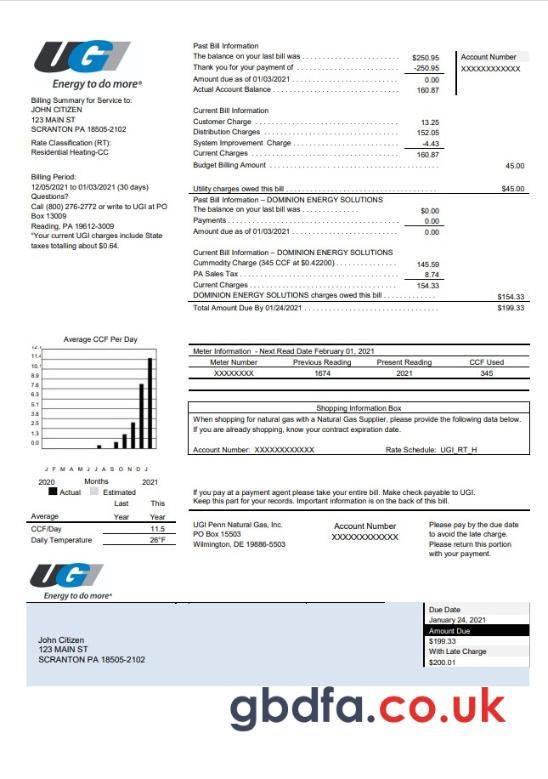 UGI
Energy to do more®
Billing Summary for Service to:
JOHN CITIZEN
123 MAIN ST
SCRANTON PA 18505-2102
Rate Classification (RT):
Residential Heating-CC
Billing Period:
12/05/2021 to 01/03/2021 (30 days)
Questions?
Call (800) 276-2772 or write to UGI at PO
Box 13009
Reading, PA 19612-3009
*Your current UGI charges include State
taxes totalling about $0.64.
Past Bill Information
The balance on your last bill was $250.95
Thank you for your payment of -250.95
Amount due as of 01/03/2021 0.00
Actual Account Balance 160.87
Account Number
XXXXXXXXXXXX
Current Bill Information
Customer Charge 13.25
Distribution Charges 152.05
System Improvement Charge -4.43
Current Charges 160.87
Budget Billing Amount 45.00
Utility charges owed this bill $45.00
Past Bill Information – DOMINION ENERGY SOLUTIONS
The balance on your last bill was $0.00
Payments 0.00
Amount due as of 01/03/2021 0.00
Current Bill Information – DOMINION ENERGY SOLUTIONS
Cummodity Charge (345 CCF at $0.42200) 145.59
PA Sales Tax 8.74
Current Charges 154.33
DOMINION ENERGY SOLUTIONS charges owed this bill $154.33
Total Amount Due By 01/24/2021 $199.33
Average CCF Per Day
11.4
10.1
8.9
7.6
6.3
5.1
3.8
2.5
1.3
0.0
J F M A M J J A S O N D J
2020 Months 2021
Actual Estimated
Last This
Average Year Year
CCF/Day 11.5
Daily Temperature 26°F
Meter Information - Next Read Date February 01, 2021
Meter Number Previous Reading Present Reading CCF Used
XXXXXXXX 1674 2021 345
Shopping Information Box
When shopping for natural gas with a Natural Gas Supplier, please provide the following data below.
If you are already shopping, know your contract expiration date.
Account Number: XXXXXXXXXXXX Rate Schedule: UGI_RT_H
If you pay at a payment agent please take your entire bill. Make check payable to UGI.
Keep this part for your records. Important information is on the back of this bill.
UGI Penn Natural Gas, Inc.
PO Box 15503
Wilmington, DE 19886-5503
Account Number
XXXXXXXXXXXX
Please pay by the due date
to avoid the late charge.
Please return this portion
with your payment.
UGI
Energy to do more®
John Citizen
123 MAIN ST
SCRANTON PA 18505-2102
Due Date
January 24, 2021
Amount Due
$199.33
With Late Charge
$200.01
gbdfa.co.uk